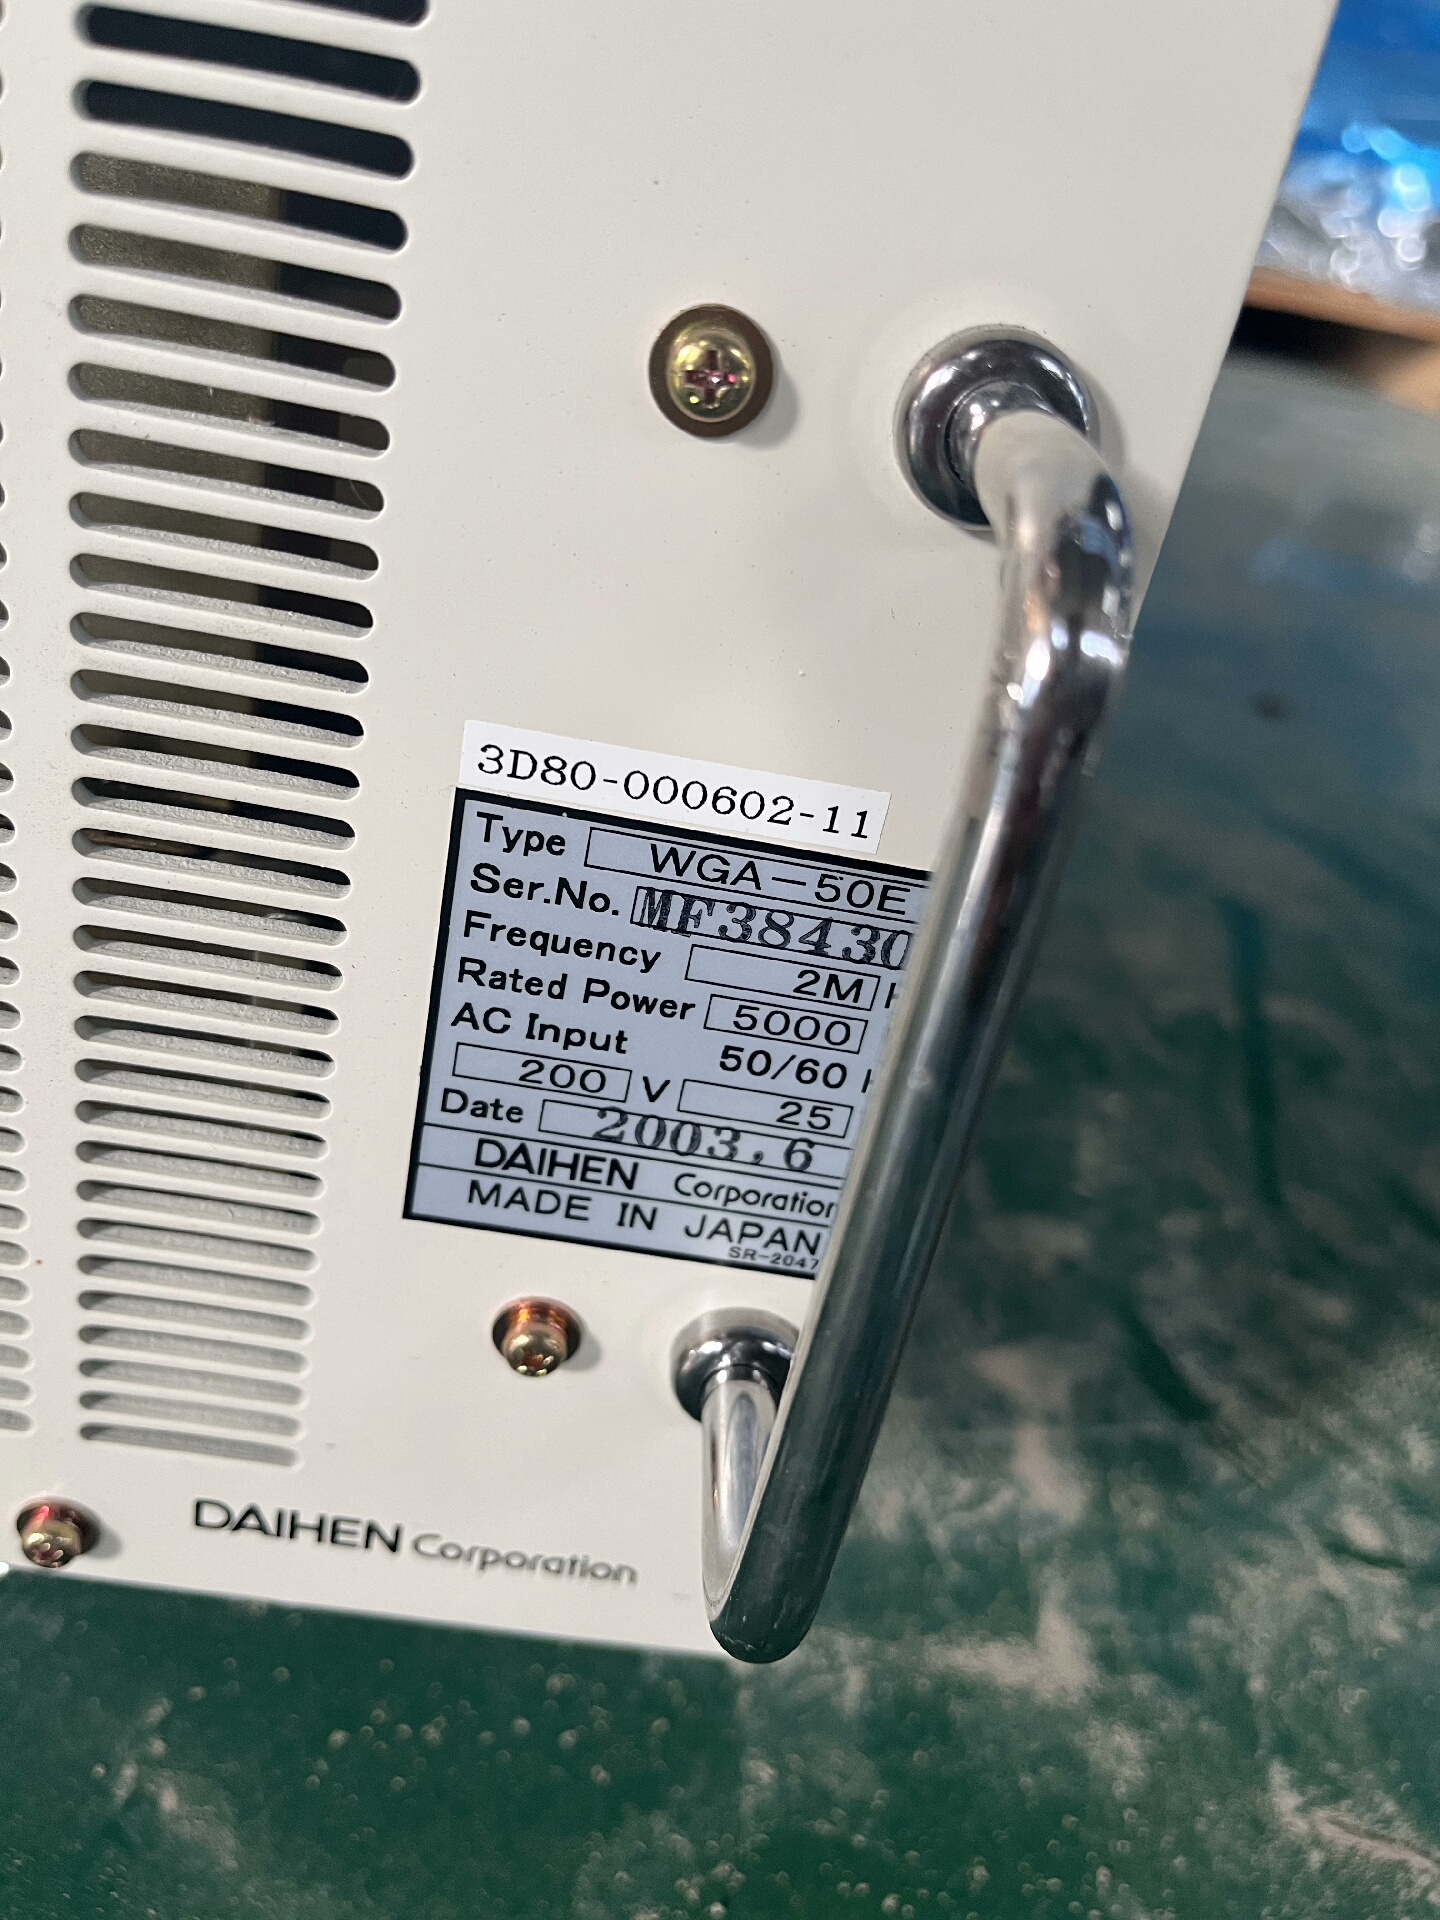 3D80-000602-11
Type WGA-50E
Ser.No. MF38430
Frequency 2M
Rated Power 5000
AC Input 50/60
200 V 25
Date 2003.6
DAIHEN Corporation
MADE IN JAPAN
SR-2047
DAIHEN Corporation